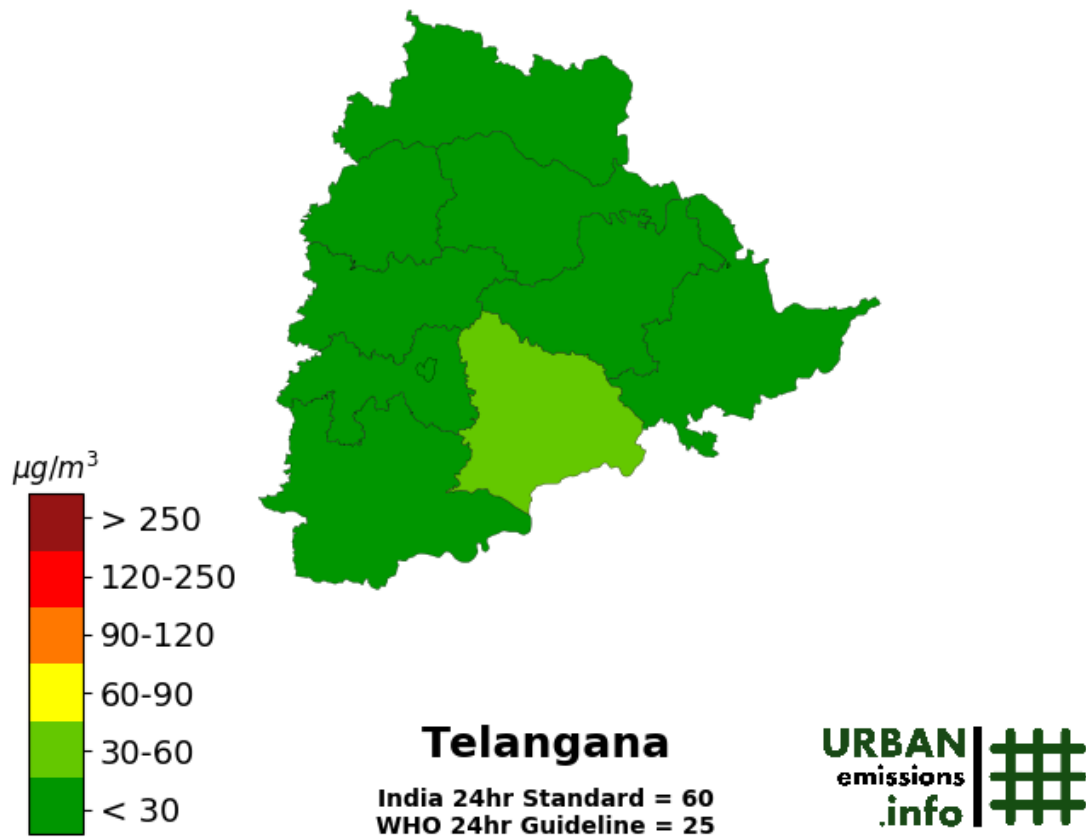 μg/m³
> 250
120-250
90-120
60-90
30-60
< 30
Telangana
India 24hr Standard = 60
WHO 24hr Guideline = 25
URBAN
emissions
.info